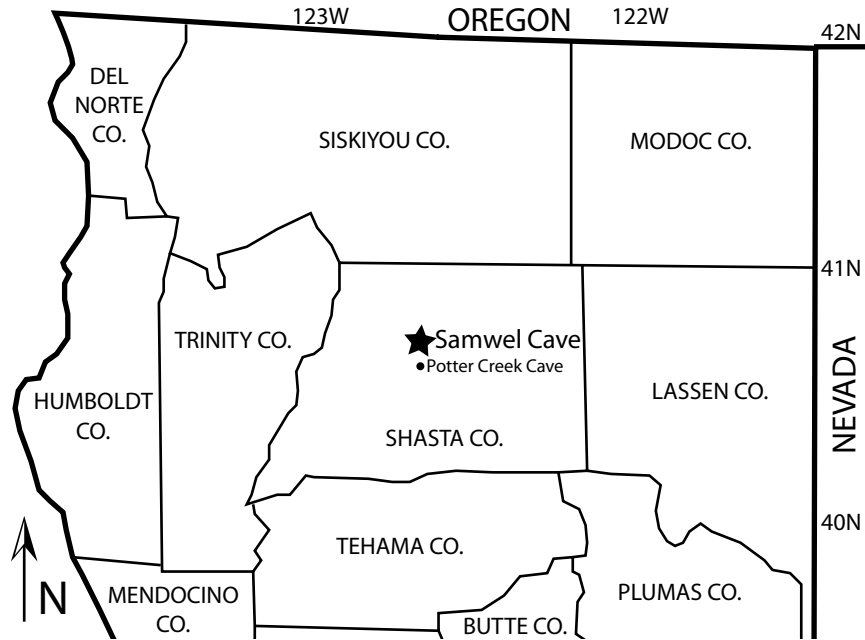 123W
OREGON
122W
42N
DEL
NORTE
CO.
SISKIYOU CO.
MODOC CO.
41N
TRINITY CO.
Samwel Cave
Potter Creek Cave
HUMBOLDT
CO.
LASSEN CO.
NEVADA
SHASTA CO.
40N
TEHAMA CO.
N
MENDOCINO
CO.
BUTTE CO.
PLUMAS CO.